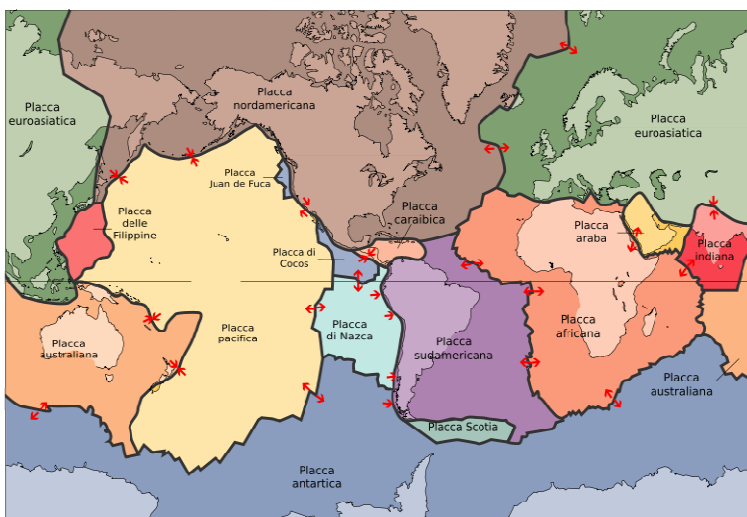 Placca
nordamericana
Placca
euroasiatica
Placca
euroasiatica
Placca
Juan de Fuca
Placca
delle
Filippine
Placca
caraibica
Placca
araba
Placca
indiana
Placca di
Cocos
Placca
australiana
Placca
pacifica
Placca
di Nazca
Placca
sudamericana
Placca
africana
Placca
australiana
Placca Scotia
Placca
antartica